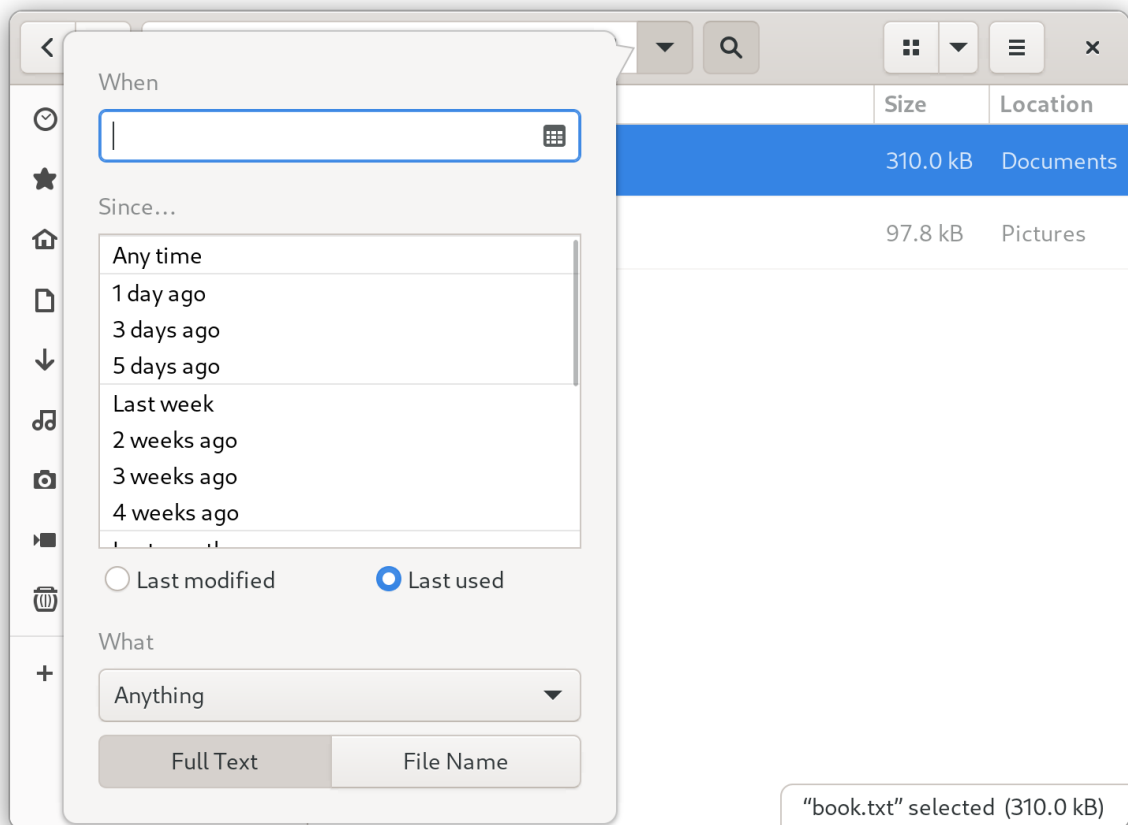 When
Size
Location
310.0 kB
Documents
Since...
97.8 kB
Pictures
Any time
1 day ago
3 days ago
5 days ago
Last week
2 weeks ago
3 weeks ago
4 weeks ago
Last modified
Last used
What
Anything
Full Text
File Name
“book.txt” selected (310.0 kB)